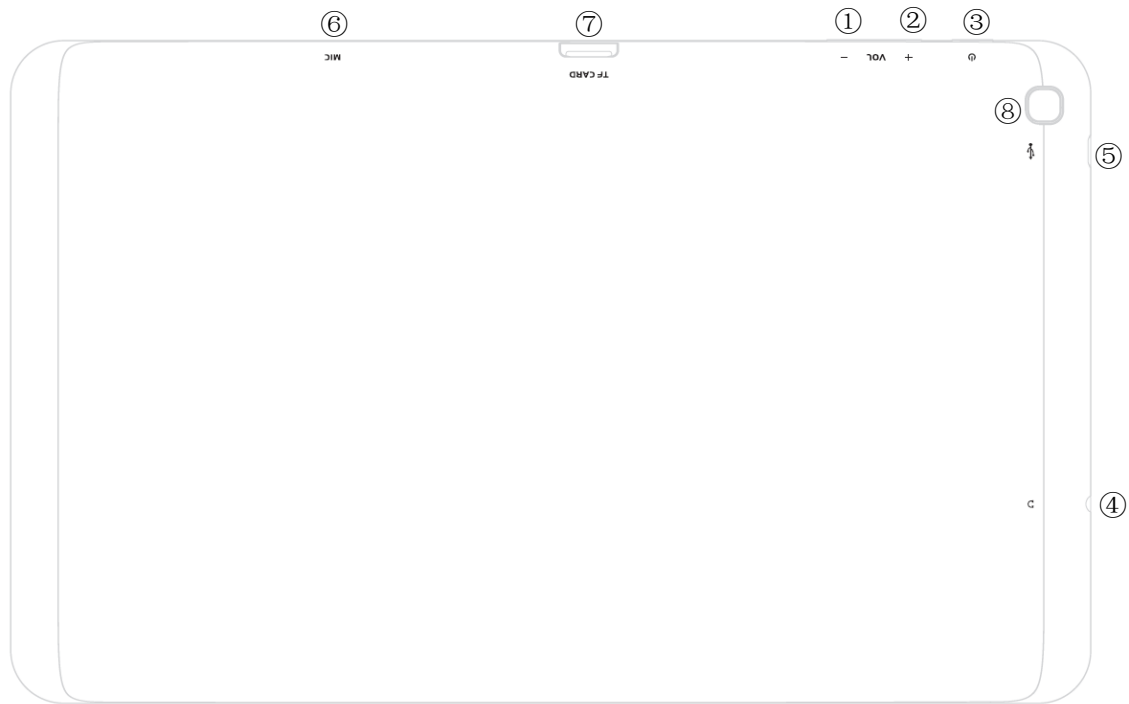 ⑥ ⑦ ① ② ③
MIC
− VOL +
TF CARD
⑧
⑤
④